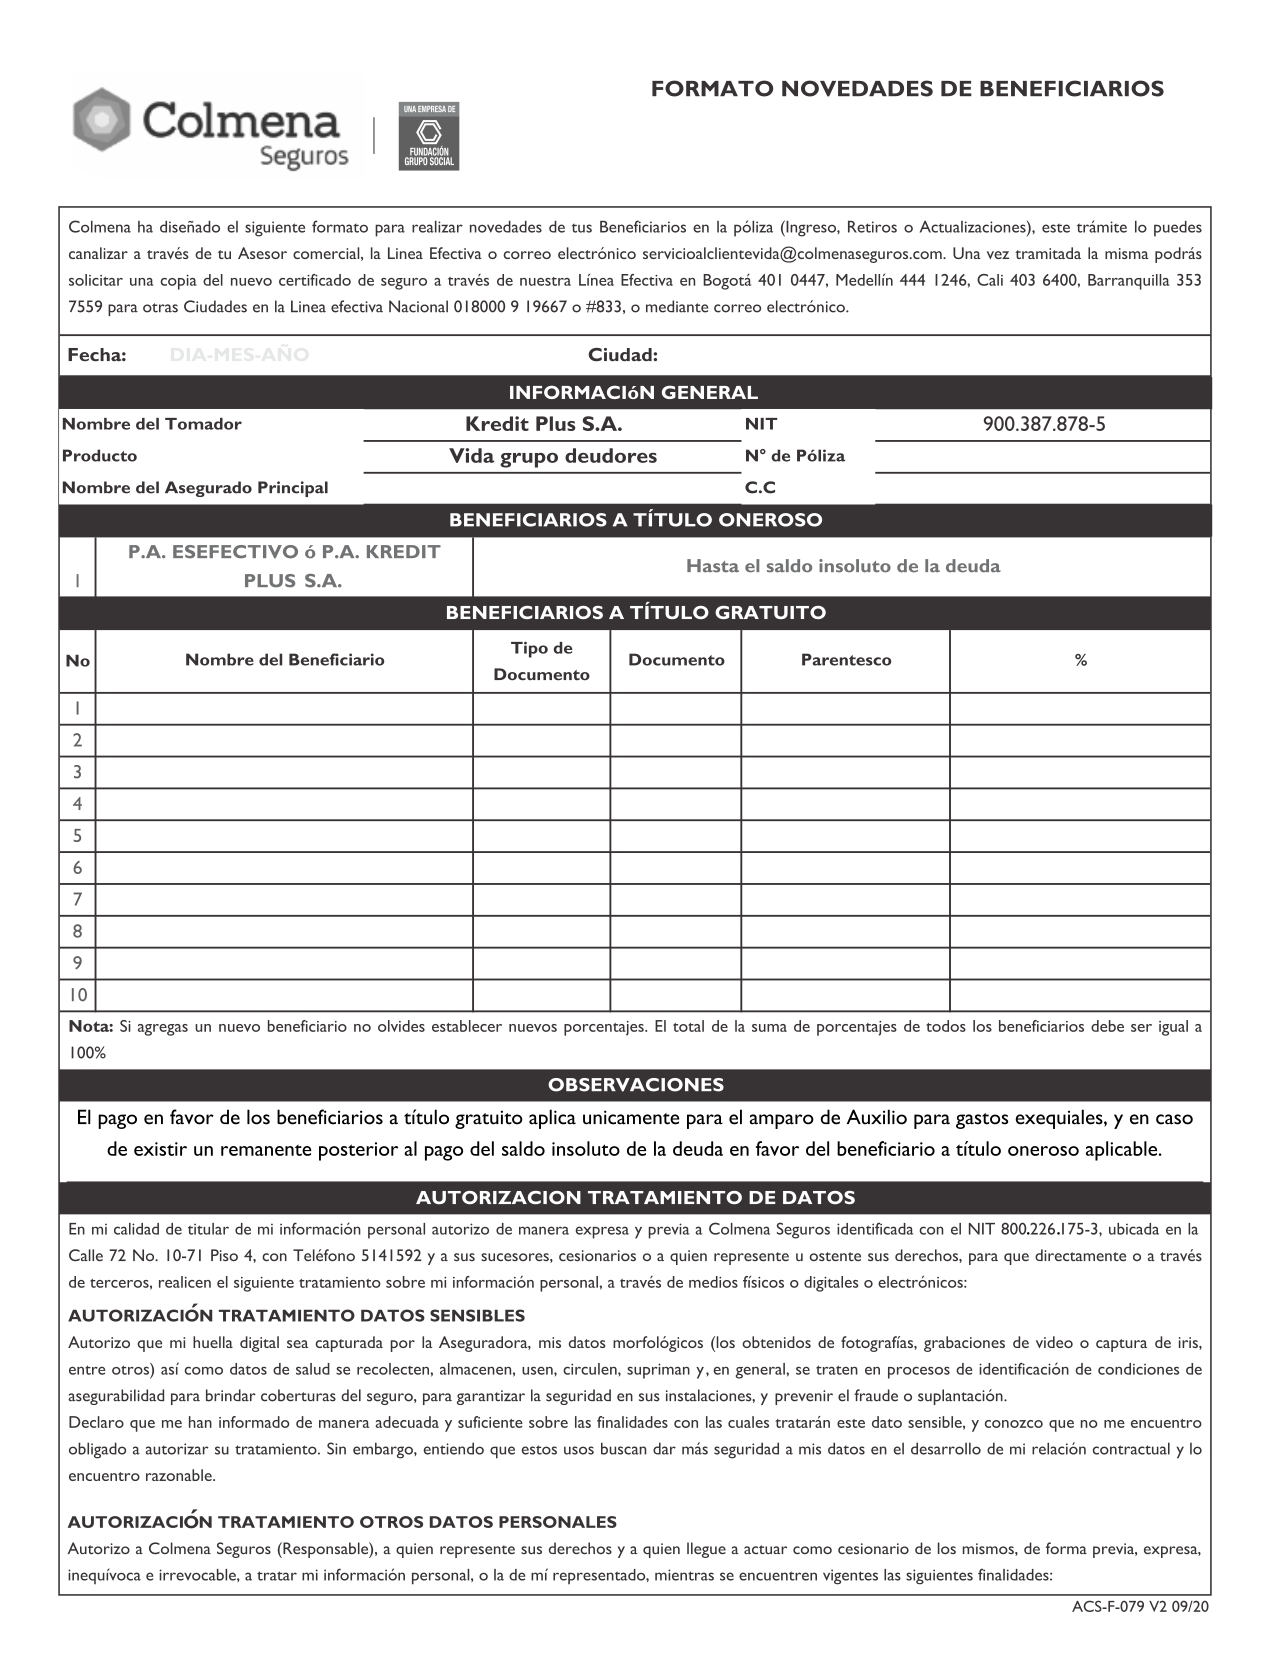 FORMATO NOVEDADES DE BENEFICIARIOS
Colmena
Seguros
UNA EMPRESA DE
FUNDACIÓN
GRUPO SOCIAL
Colmena ha diseñado el siguiente formato para realizar novedades de tus Beneficiarios en la póliza (Ingreso, Retiros o Actualizaciones), este trámite lo puedes
canalizar a través de tu Asesor comercial, la Linea Efectiva o correo electrónico servicioalclientevida@colmenaseguros.com. Una vez tramitada la misma podrás
solicitar una copia del nuevo certificado de seguro a través de nuestra Línea Efectiva en Bogotá 401 0447, Medellín 444 1246, Cali 403 6400, Barranquilla 353
7559 para otras Ciudades en la Linea efectiva Nacional 018000 9 19667 o #833, o mediante correo electrónico.
Fecha: DIA-MES-AÑO Ciudad:
INFORMACIóN GENERAL
Nombre del Tomador Kredit Plus S.A. NIT 900.387.878-5
Producto Vida grupo deudores N° de Póliza
Nombre del Asegurado Principal C.C
BENEFICIARIOS A TÍTULO ONEROSO
P.A. ESEFECTIVO ó P.A. KREDIT
1 PLUS S.A. Hasta el saldo insoluto de la deuda
BENEFICIARIOS A TÍTULO GRATUITO
No Nombre del Beneficiario Tipo de Documento Documento Parentesco %
1
2
3
4
5
6
7
8
9
10
Nota: Si agregas un nuevo beneficiario no olvides establecer nuevos porcentajes. El total de la suma de porcentajes de todos los beneficiarios debe ser igual a
100%
OBSERVACIONES
El pago en favor de los beneficiarios a título gratuito aplica unicamente para el amparo de Auxilio para gastos exequiales, y en caso
de existir un remanente posterior al pago del saldo insoluto de la deuda en favor del beneficiario a título oneroso aplicable.
AUTORIZACION TRATAMIENTO DE DATOS
En mi calidad de titular de mi información personal autorizo de manera expresa y previa a Colmena Seguros identificada con el NIT 800.226.175-3, ubicada en la
Calle 72 No. 10-71 Piso 4, con Teléfono 5141592 y a sus sucesores, cesionarios o a quien represente u ostente sus derechos, para que directamente o a través
de terceros, realicen el siguiente tratamiento sobre mi información personal, a través de medios físicos o digitales o electrónicos:
AUTORIZACIÓN TRATAMIENTO DATOS SENSIBLES
Autorizo que mi huella digital sea capturada por la Aseguradora, mis datos morfológicos (los obtenidos de fotografías, grabaciones de video o captura de iris,
entre otros) así como datos de salud se recolecten, almacenen, usen, circulen, supriman y, en general, se traten en procesos de identificación de condiciones de
asegurabilidad para brindar coberturas del seguro, para garantizar la seguridad en sus instalaciones, y prevenir el fraude o suplantación.
Declaro que me han informado de manera adecuada y suficiente sobre las finalidades con las cuales tratarán este dato sensible, y conozco que no me encuentro
obligado a autorizar su tratamiento. Sin embargo, entiendo que estos usos buscan dar más seguridad a mis datos en el desarrollo de mi relación contractual y lo
encuentro razonable.
AUTORIZACIÓN TRATAMIENTO OTROS DATOS PERSONALES
Autorizo a Colmena Seguros (Responsable), a quien represente sus derechos y a quien llegue a actuar como cesionario de los mismos, de forma previa, expresa,
inequívoca e irrevocable, a tratar mi información personal, o la de mí representado, mientras se encuentren vigentes las siguientes finalidades:
ACS-F-079 V2 09/20